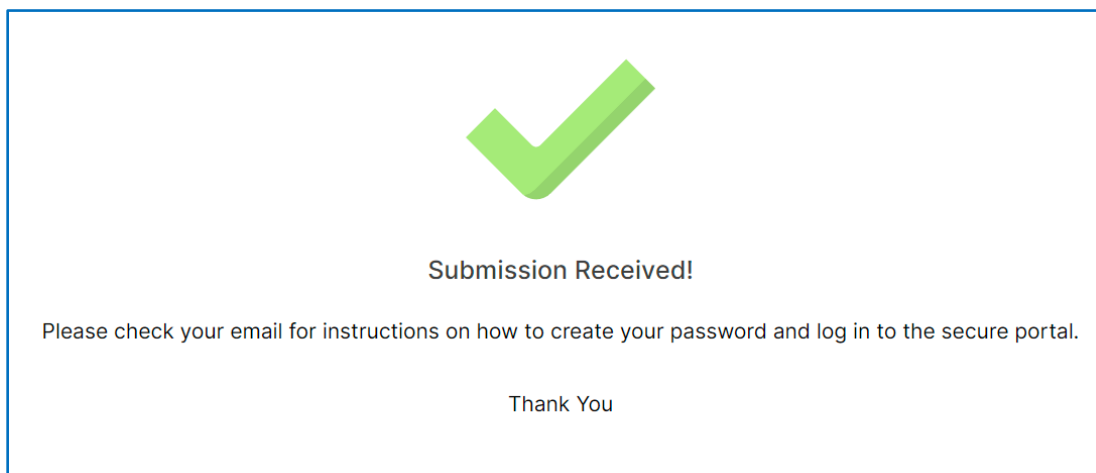 Submission Received!
Please check your email for instructions on how to create your password and log in to the secure portal.
Thank You